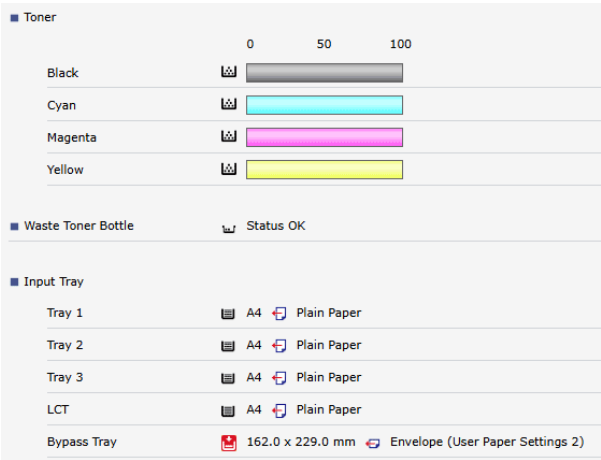 Toner
0 50 100
Black
Cyan
Magenta
Yellow
Waste Toner Bottle Status OK
Input Tray
Tray 1 A4 Plain Paper
Tray 2 A4 Plain Paper
Tray 3 A4 Plain Paper
LCT A4 Plain Paper
Bypass Tray 162.0 x 229.0 mm Envelope (User Paper Settings 2)